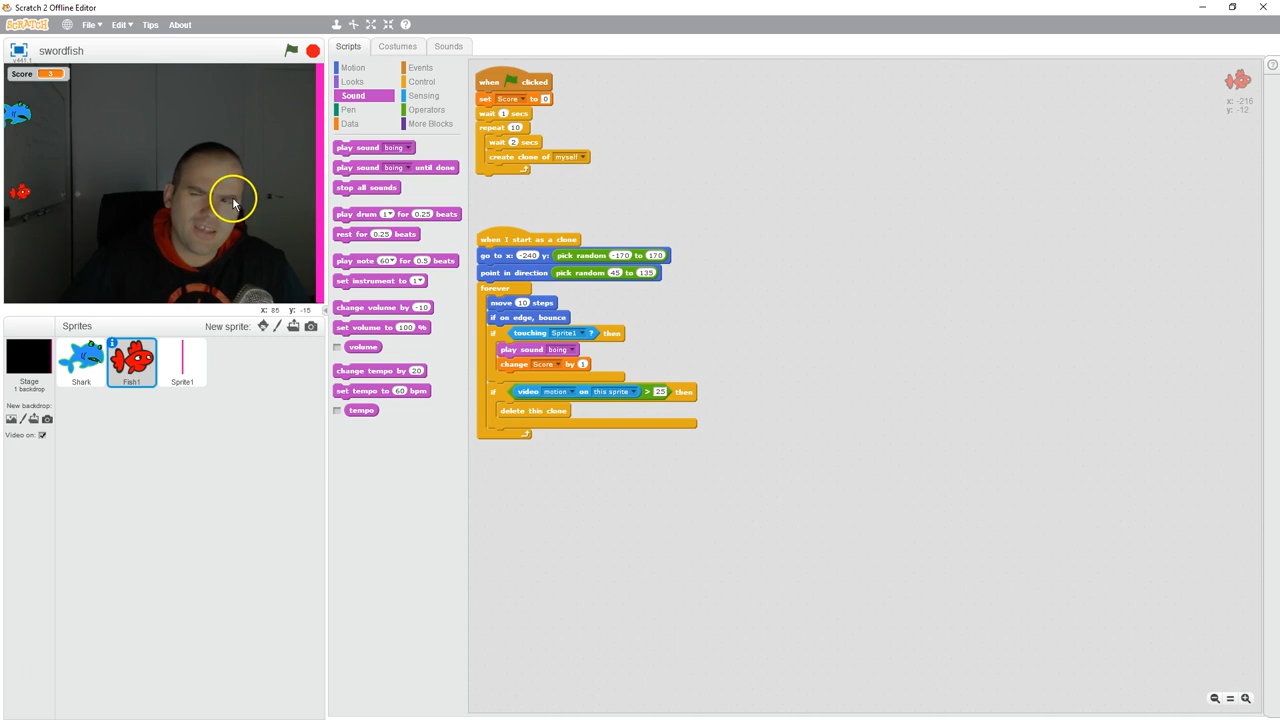 Scratch 2 Offline Editor
SCRATCH File Edit Tips About
swordfish
v441.1
Score 3
x: 85 y: -15
Sprites New sprite:
Stage
1 backdrop
Shark
Fish1
Sprite1
New backdrop:
Video on:
Scripts Costumes Sounds
Motion Events
Looks Control
Sound Sensing
Pen Operators
Data More Blocks
play sound boing
play sound boing until done
stop all sounds
play drum 1 for 0.25 beats
rest for 0.25 beats
play note 60 for 0.5 beats
set instrument to 1
change volume by -10
set volume to 100 %
volume
change tempo by 20
set tempo to 60 bpm
tempo
when clicked
set Score to 0
wait 1 secs
repeat 10
wait 2 secs
create clone of myself
when I start as a clone
go to x: -240 y: pick random -170 to 170
point in direction pick random 45 to 135
forever
move 10 steps
if on edge, bounce
if touching Sprite1 ? then
play sound boing
change Score by 1
if video motion on this sprite > 25 then
delete this clone
x: -216
y: -12